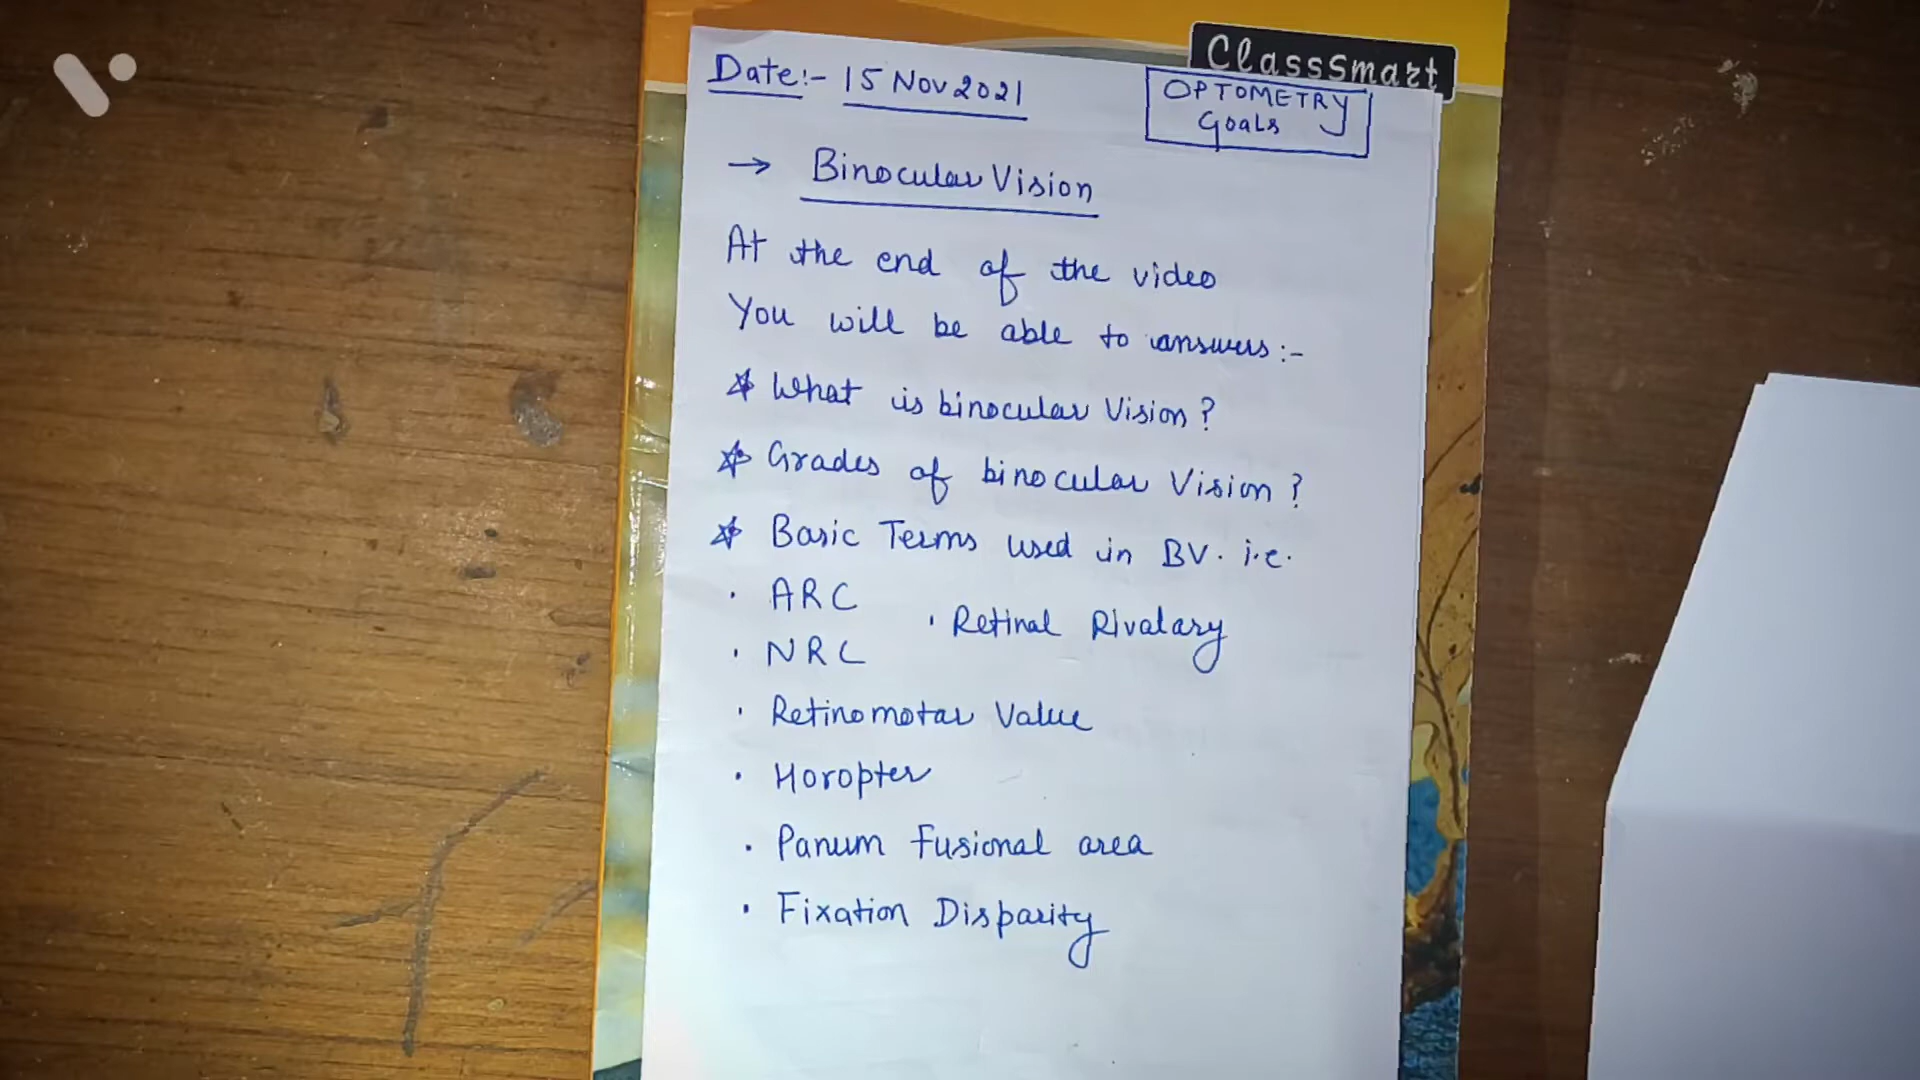 ClassSmart
Date:- 15 Nov 2021
OPTOMETRY
Goals
→ Binocular Vision
At the end of the video
You will be able to answers:-
☆ What is binocular Vision?
☆ Grades of binocular Vision?
☆ Basic Terms used in BV. i.e.
· ARC
· Retinal Rivalary
· NRC
· Retinomotar Value
· Horopter
· Panum Fusional area
· Fixation Disparity